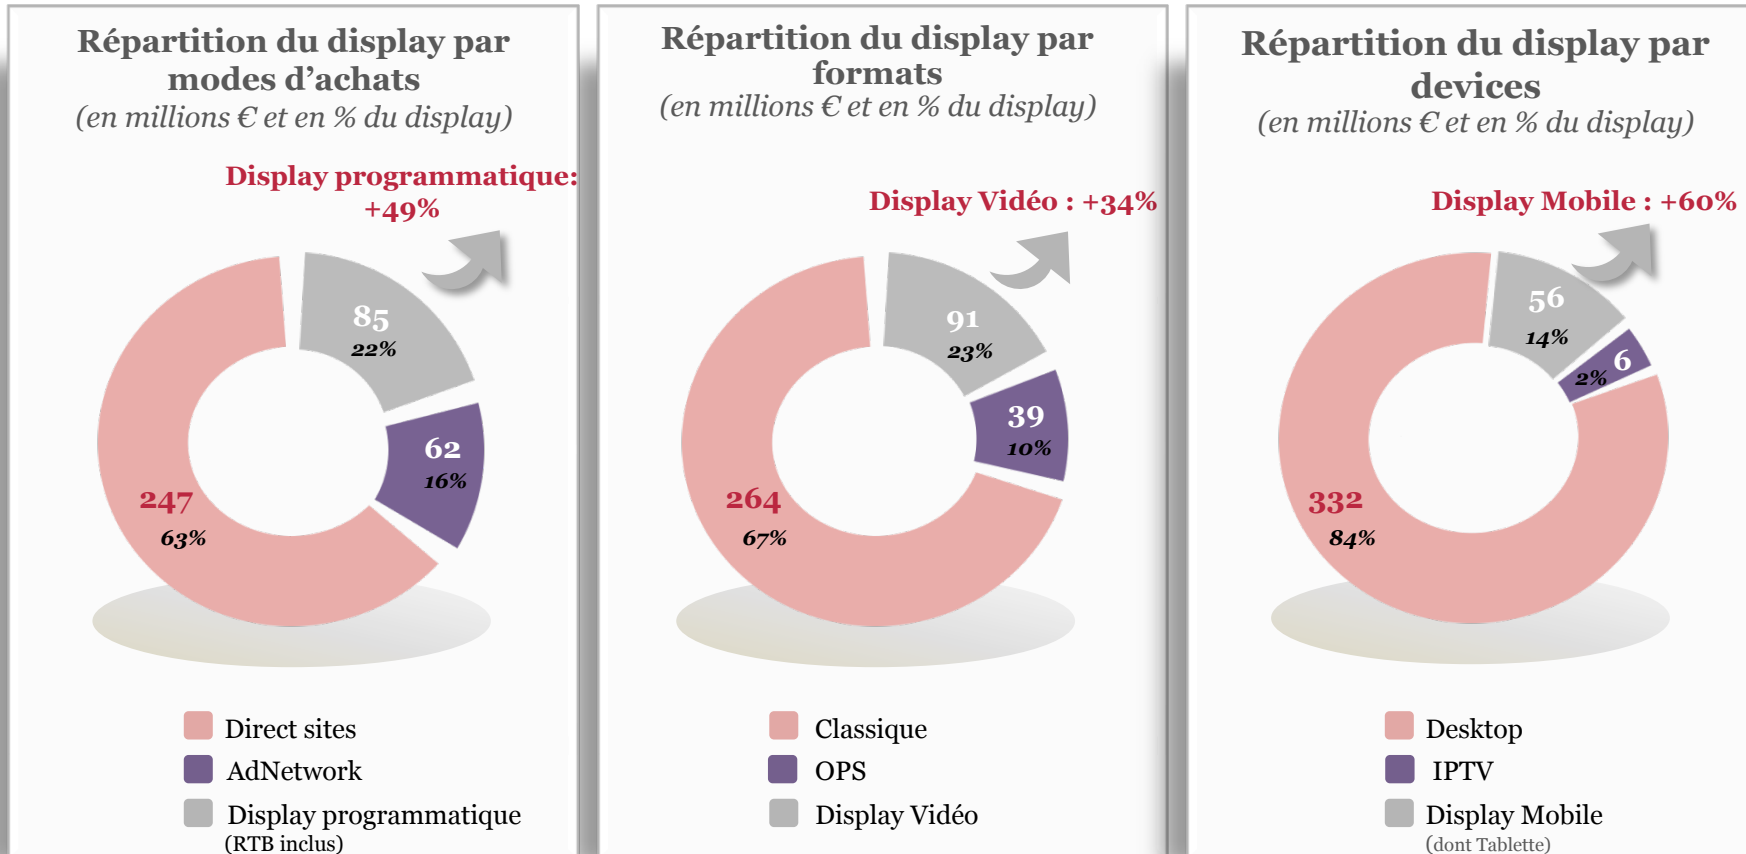 Répartition du display par
modes d'achats
(en millions € et en % du display)
Display programmatique:
+49%
85
22%
62
16%
247
63%
Direct sites
AdNetwork
Display programmatique
(RTB inclus)
Répartition du display par
formats
(en millions € et en % du display)
Display Vidéo : +34%
91
23%
39
10%
264
67%
Classique
OPS
Display Vidéo
Répartition du display par
devices
(en millions € et en % du display)
Display Mobile : +60%
56
14%
6
2%
332
84%
Desktop
IPTV
Display Mobile
(dont Tablette)